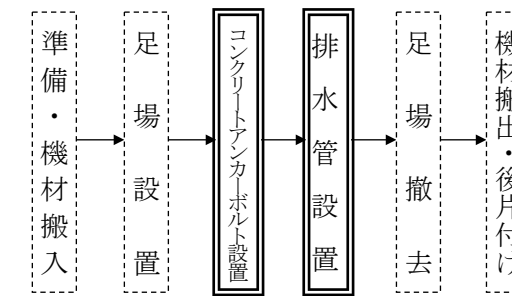 準備・機材搬入
足場設置
コンクリートアンカーボルト設置
排水管設置
足場撤去
機材搬出・後片付け